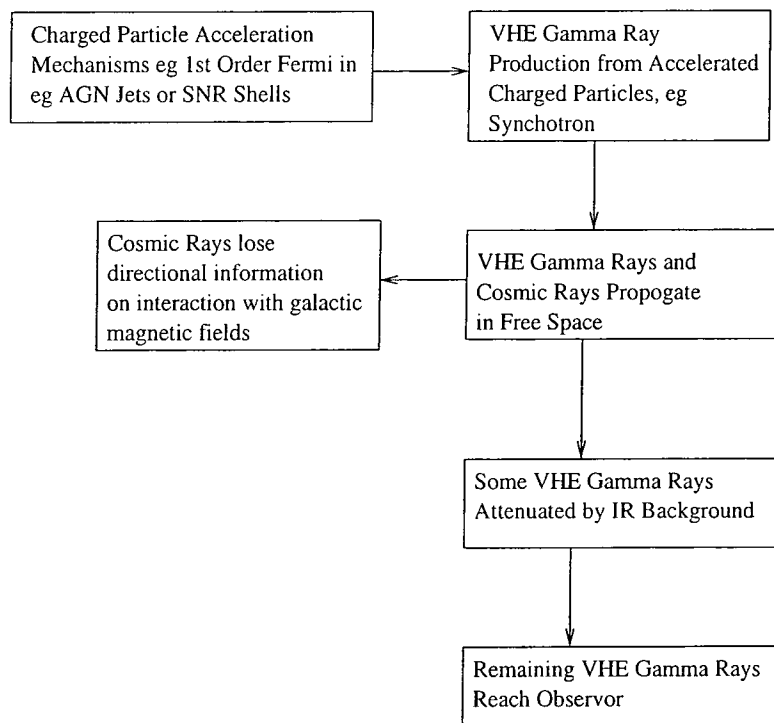 Charged Particle Acceleration
Mechanisms eg 1st Order Fermi in
eg AGN Jets or SNR Shells
VHE Gamma Ray
Production from Accelerated
Charged Particles, eg
Synchotron
Cosmic Rays lose
directional information
on interaction with galactic
magnetic fields
VHE Gamma Rays and
Cosmic Rays Propogate
in Free Space
Some VHE Gamma Rays
Attenuated by IR Background
Remaining VHE Gamma Rays
Reach Observor